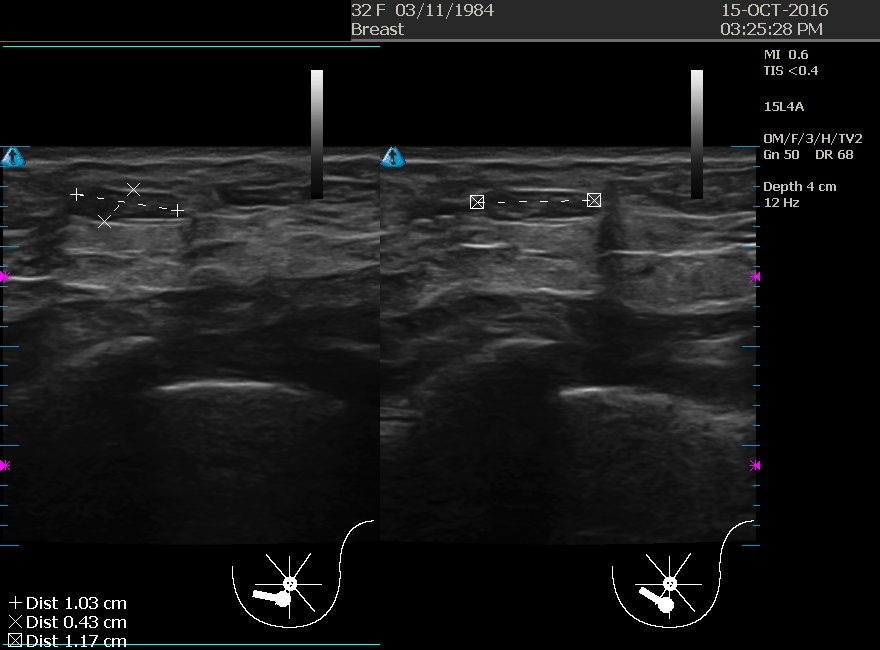 32 F 03/11/1984
15-OCT-2016
Breast
03:25:28 PM
MI 0.6
TIS <0.4
15L4A
OM/F/3/H/TV2
Gn 50 DR 68
Depth 4 cm
12 Hz
Dist 1.03 cm
Dist 0.43 cm
Dist 1.17 cm